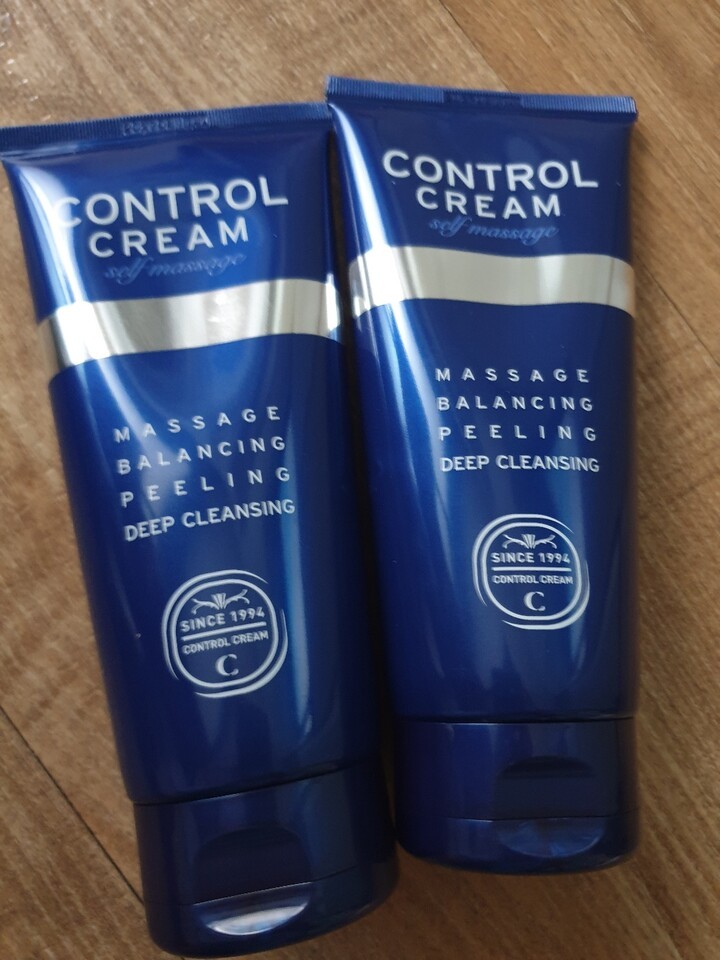 CONTROL
CREAM
self massage
MASSAGE
BALANCING
PEELING
DEEP CLEANSING
SINCE 1994
CONTROL CREAM
C
CONTROL
CREAM
self massage
MASSAGE
BALANCING
PEELING
DEEP CLEANSING
SINCE 1994
CONTROL CREAM
C